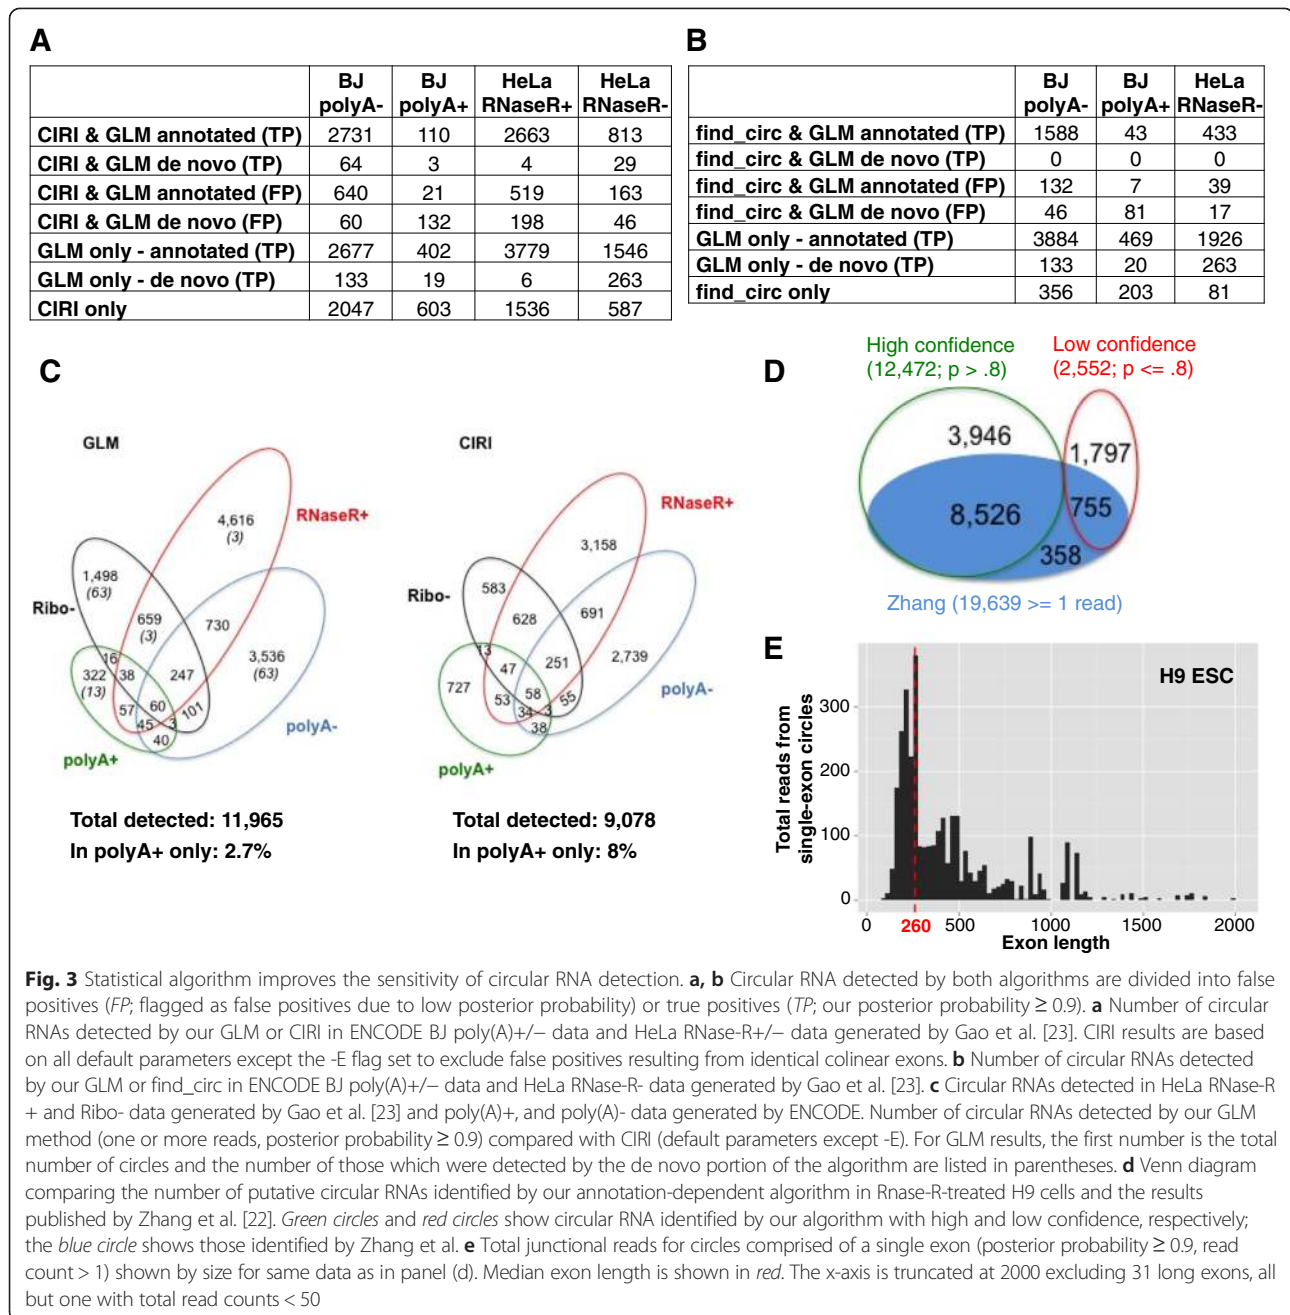 A
BJ polyA- BJ polyA+ HeLa RNaseR+ HeLa RNaseR-
CIRI & GLM annotated (TP) 2731 110 2663 813
CIRI & GLM de novo (TP) 64 3 4 29
CIRI & GLM annotated (FP) 640 21 519 163
CIRI & GLM de novo (FP) 60 132 198 46
GLM only - annotated (TP) 2677 402 3779 1546
GLM only - de novo (TP) 133 19 6 263
CIRI only 2047 603 1536 587
B
BJ polyA- BJ polyA+ HeLa RNaseR-
find_circ & GLM annotated (TP) 1588 43 433
find_circ & GLM de novo (TP) 0 0 0
find_circ & GLM annotated (FP) 132 7 39
find_circ & GLM de novo (FP) 46 81 17
GLM only - annotated (TP) 3884 469 1926
GLM only - de novo (TP) 133 20 263
find_circ only 356 203 81
C
GLM
RNaseR+
4,616
(3)
1,498
(63)
Ribo-
659
(3)
730
3,536
(63)
16
322
(13)
38
247
57
60
101
45
3
40
polyA-
polyA+
Total detected: 11,965
In polyA+ only: 2.7%
CIRI
RNaseR+
3,158
583
Ribo-
628
691
2,739
13
47
251
727
53
58
55
34
3
38
polyA-
polyA+
Total detected: 9,078
In polyA+ only: 8%
D
High confidence
(12,472; p > .8)
Low confidence
(2,552; p <= .8)
3,946
1,797
8,526
755
358
Zhang (19,639 >= 1 read)
E
H9 ESC
Total reads from
single-exon circles
300
200
100
0
0 260 500 1000 1500 2000
Exon length
Fig. 3 Statistical algorithm improves the sensitivity of circular RNA detection. a, b Circular RNA detected by both algorithms are divided into false
positives (FP; flagged as false positives due to low posterior probability) or true positives (TP; our posterior probability ≥ 0.9). a Number of circular
RNAs detected by our GLM or CIRI in ENCODE BJ poly(A)+/− data and HeLa RNase-R+/− data generated by Gao et al. [23]. CIRI results are based
on all default parameters except the -E flag set to exclude false positives resulting from identical colinear exons. b Number of circular RNAs detected
by our GLM or find_circ in ENCODE BJ poly(A)+/− data and HeLa RNase-R- data generated by Gao et al. [23]. c Circular RNAs detected in HeLa RNase-R
+ and Ribo- data generated by Gao et al. [23] and poly(A)+, and poly(A)- data generated by ENCODE. Number of circular RNAs detected by our GLM
method (one or more reads, posterior probability ≥ 0.9) compared with CIRI (default parameters except -E). For GLM results, the first number is the total
number of circles and the number of those which were detected by the de novo portion of the algorithm are listed in parentheses. d Venn diagram
comparing the number of putative circular RNAs identified by our annotation-dependent algorithm in Rnase-R-treated H9 cells and the results
published by Zhang et al. [22]. Green circles and red circles show circular RNA identified by our algorithm with high and low confidence, respectively;
the blue circle shows those identified by Zhang et al. e Total junctional reads for circles comprised of a single exon (posterior probability ≥ 0.9, read
count > 1) shown by size for same data as in panel (d). Median exon length is shown in red. The x-axis is truncated at 2000 excluding 31 long exons, all
but one with total read counts < 50